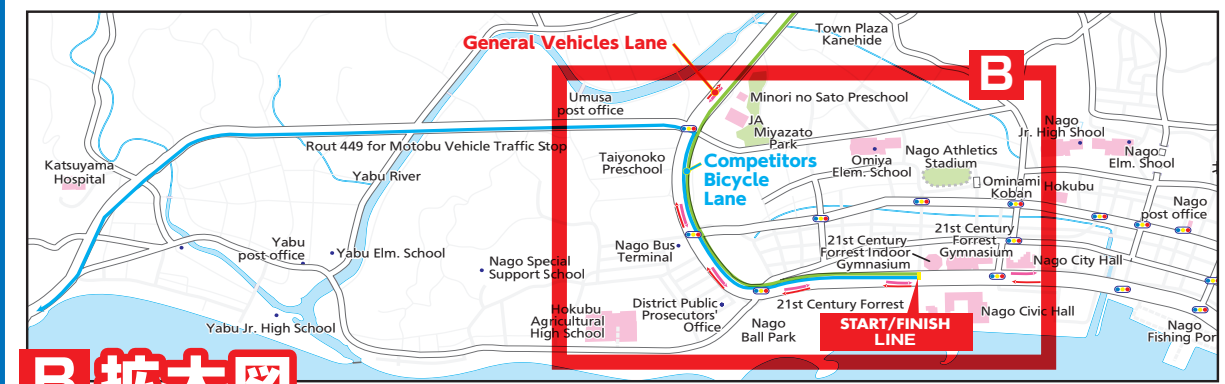 Town Plaza
Kanehide
General Vehicles Lane
B
Umusa
post office
Minori no Sato Preschool
JA
Miyazato
Park
Nago
Jr. High Shool
Rout 449 for Motobu Vehicle Traffic Stop
Katsuyama
Hospital
Yabu River
Taiyonoko
Preschool
Competitors
Bicycle
Lane
Omiya
Elem. School
Nago Athletics
Stadium
Nago
Elm. Shool
Ominami
Koban
Hokubu
Nago
post office
Yabu
post office
Yabu Elm. School
Nago Special
Support School
Nago Bus
Terminal
21st Century
Forrest Indoor
Gymnasium
21st Century
Forrest
Gymnasium
Nago City Hall
Yabu Jr. High School
Hokubu
Agricultural
High School
District Public
Prosecutors'
Office
21st Century Forrest
Nago
Ball Park
START/FINISH
LINE
Nago Civic Hall
Nago
Fishing Por
B 拡大図